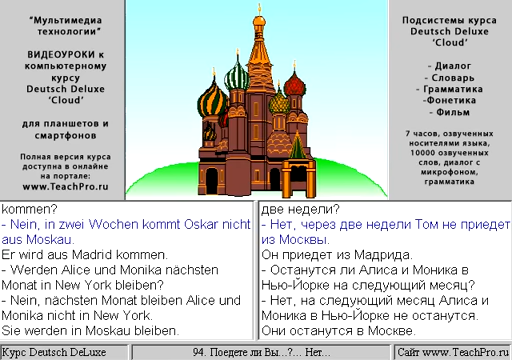 "Мультимедиа
технологии"
ВИДЕОУРОКИ к
компьютерному
курсу
Deutsch Deluxe
'Cloud'
для планшетов и
смартфонов
Полная версия курса
доступна в онлайне
на портале:
www.TeachPro.ru
Подсистемы курса
Deutsch Deluxe
'Cloud'
- Диалог
- Словарь
- Грамматика
-Фонетика
- Фильм
7 часов, озвученных
носителями языка,
10000 озвученных
слов, диалог с
микрофоном,
грамматика
kommen?
- Nein, in zwei Wochen kommt Oskar nicht
aus Moskau.
Er wird aus Madrid kommen.
- Werden Alice und Monika nächsten
Monat in New York bleiben?
- Nein, nächsten Monat bleiben Alice und
Monika nicht in New York.
Sie werden in Moskau bleiben.
две недели?
- Нет, через две недели Том не приедет
из Москвы.
Он приедет из Мадрида.
- Останутся ли Алиса и Моника в
Нью-Йорке на следующий месяц?
- Нет, на следующий месяц Алиса и
Моника в Нью-Йорке не останутся.
Они останутся в Москве.
Курс Deutsch DeLuxe
94. Поедете ли Вы...?... Нет...
Сайт www.TeachPro.ru